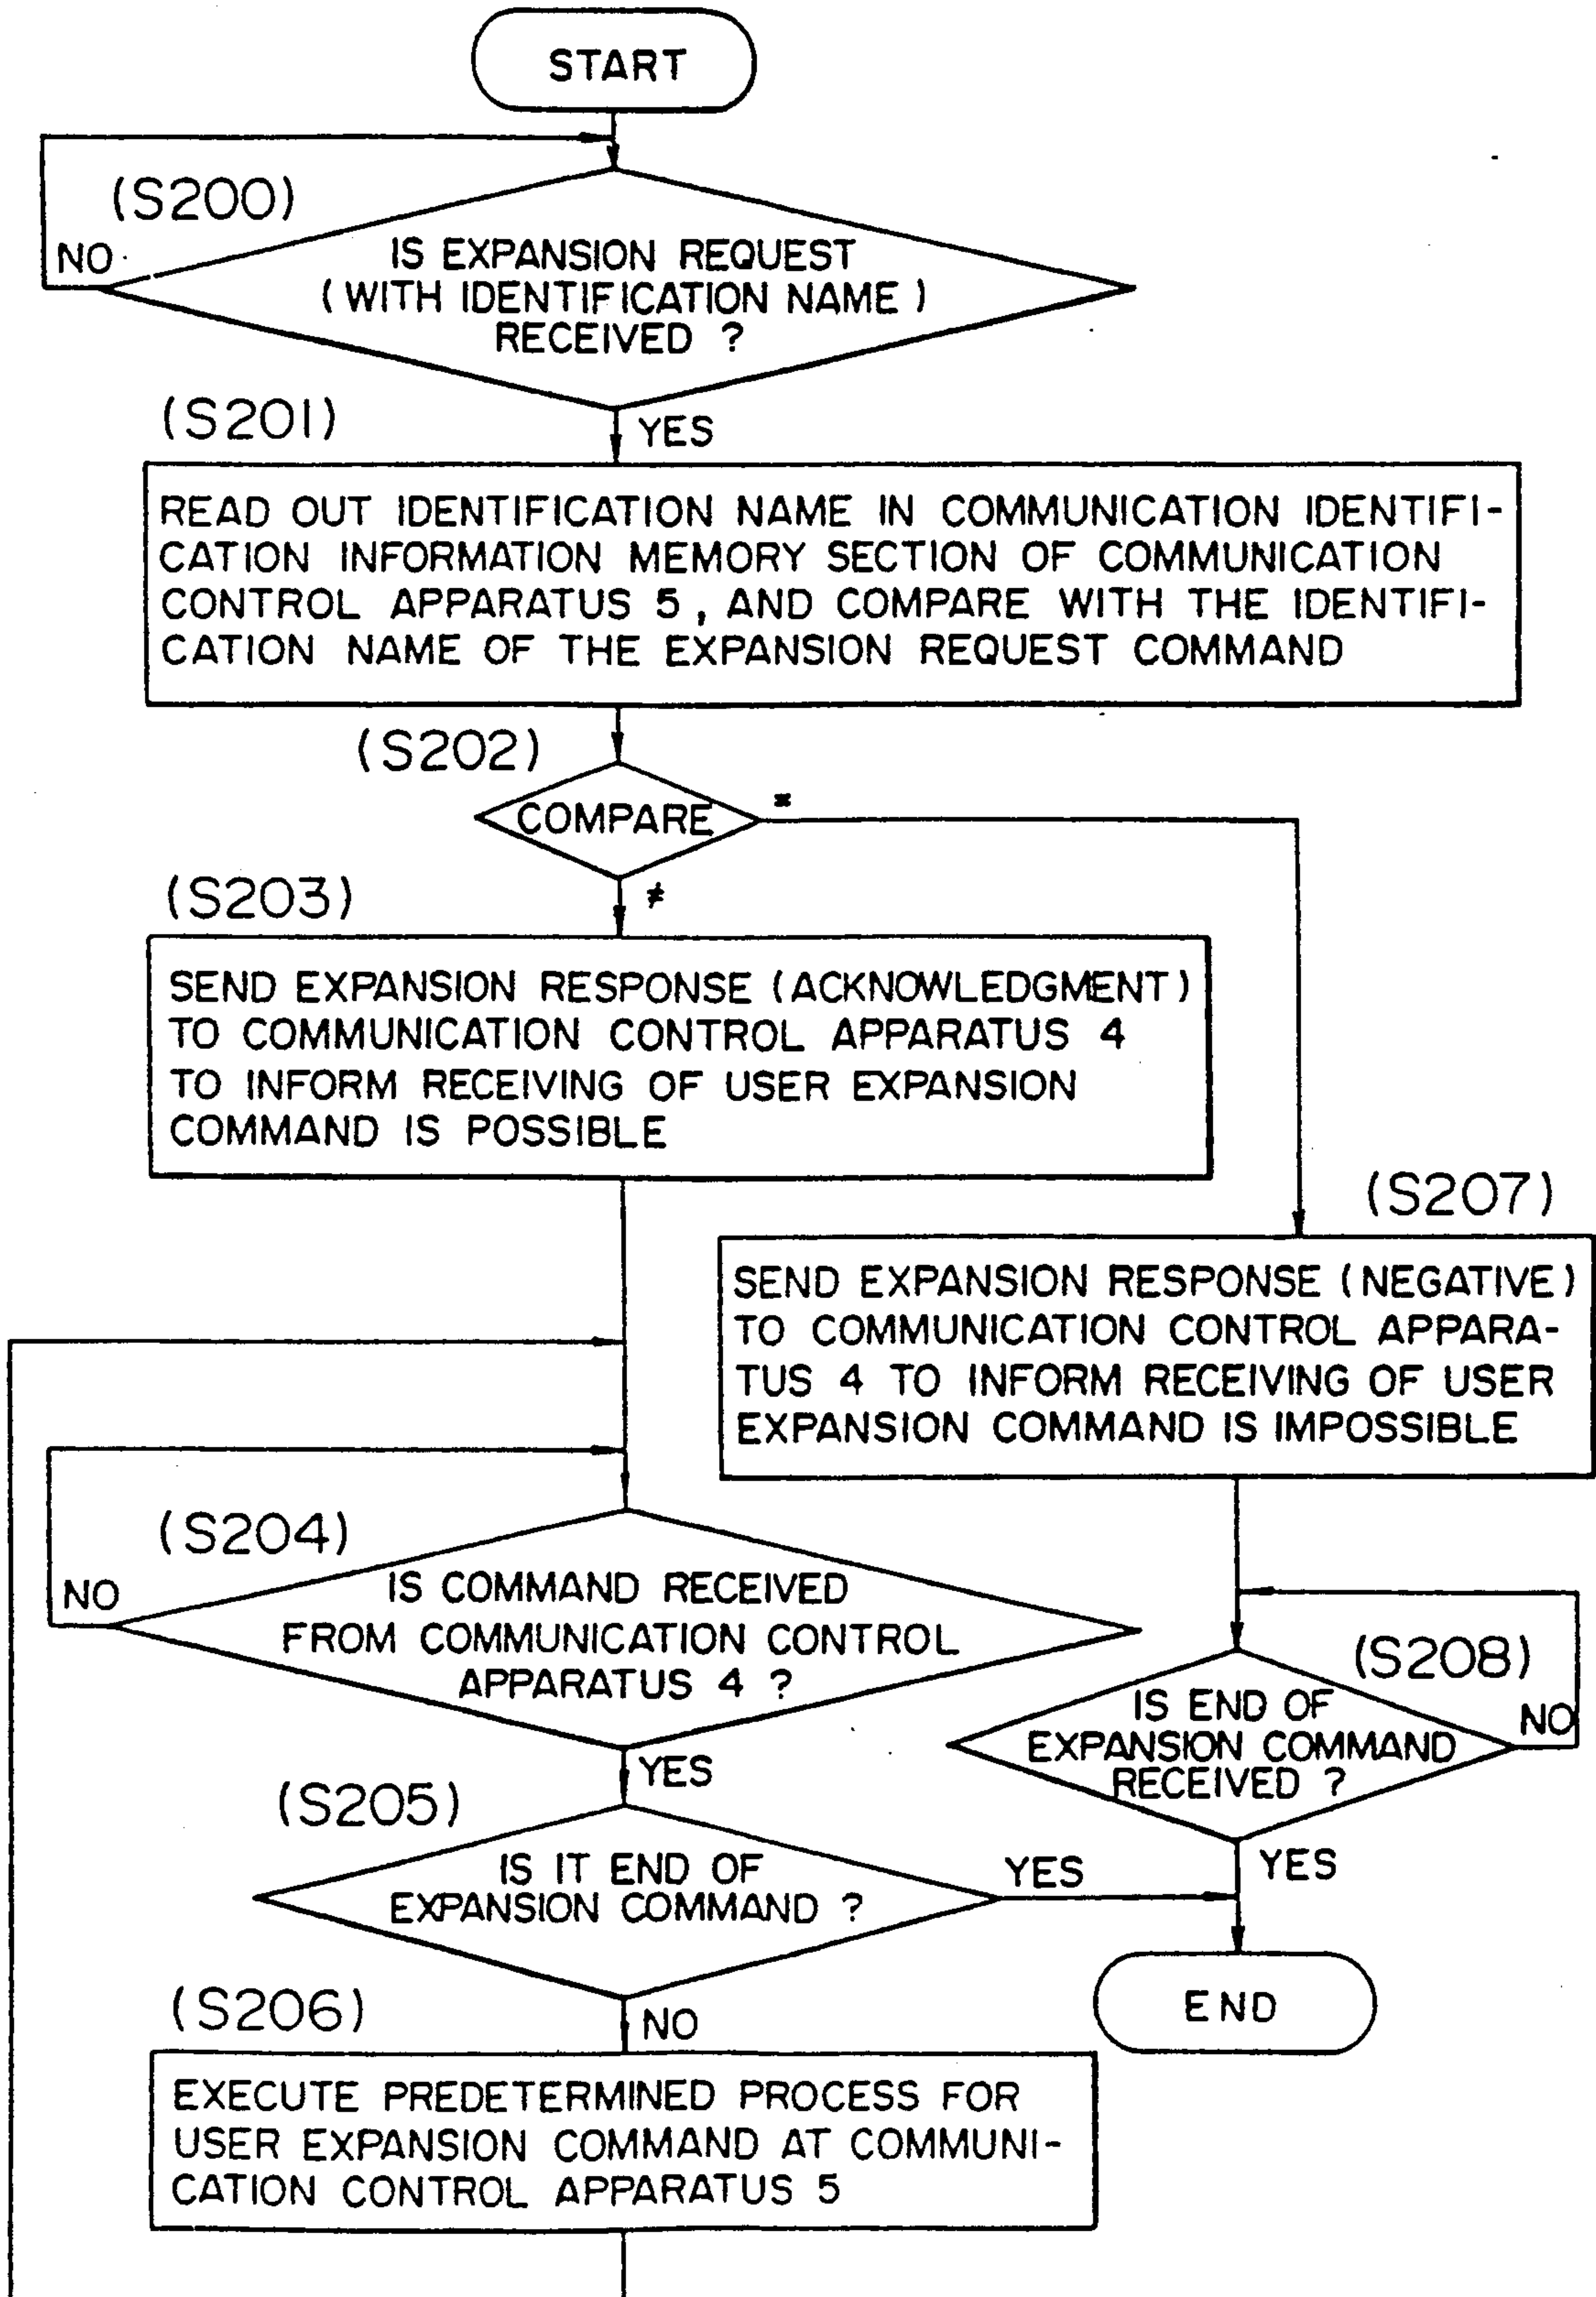 START
(S200)
NO
IS EXPANSION REQUEST
(WITH IDENTIFICATION NAME)
RECEIVED ?
(S201)
YES
READ OUT IDENTIFICATION NAME IN COMMUNICATION IDENTIFI-
CATION INFORMATION MEMORY SECTION OF COMMUNICATION
CONTROL APPARATUS 5, AND COMPARE WITH THE IDENTIFI-
CATION NAME OF THE EXPANSION REQUEST COMMAND
(S202)
COMPARE
=
≠
(S203)
SEND EXPANSION RESPONSE (ACKNOWLEDGMENT)
TO COMMUNICATION CONTROL APPARATUS 4
TO INFORM RECEIVING OF USER EXPANSION
COMMAND IS POSSIBLE
(S207)
SEND EXPANSION RESPONSE (NEGATIVE)
TO COMMUNICATION CONTROL APPARA-
TUS 4 TO INFORM RECEIVING OF USER
EXPANSION COMMAND IS IMPOSSIBLE
(S204)
NO
IS COMMAND RECEIVED
FROM COMMUNICATION CONTROL
APPARATUS 4 ?
YES
(S208)
IS END OF
EXPANSION COMMAND
RECEIVED ?
NO
YES
(S205)
IS IT END OF
EXPANSION COMMAND ?
YES
NO
END
(S206)
EXECUTE PREDETERMINED PROCESS FOR
USER EXPANSION COMMAND AT COMMUNI-
CATION CONTROL APPARATUS 5